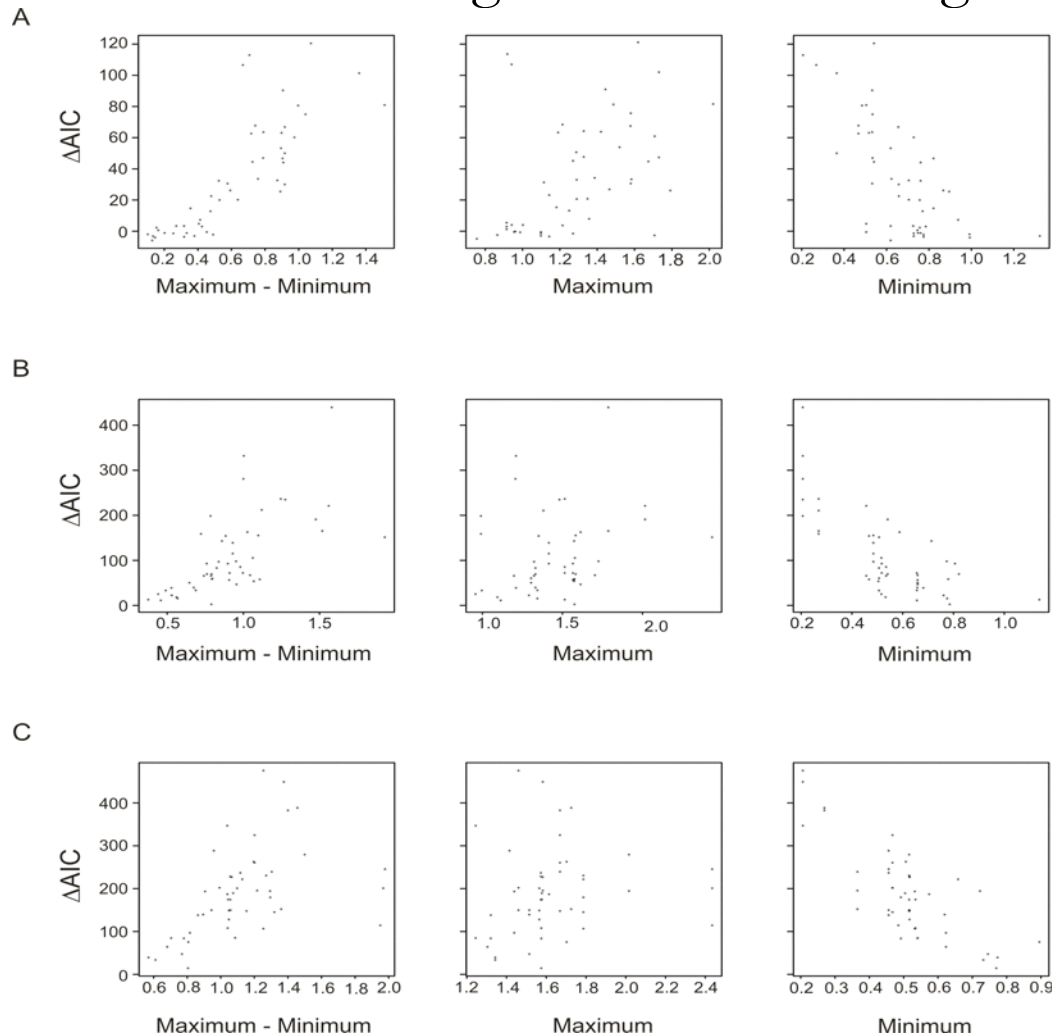 A
120
100
80
60
40
20
0
ΔAIC
0.2 0.4 0.6 0.8 1.0 1.2 1.4
Maximum - Minimum
0.8 1.0 1.2 1.4 1.6 1.8 2.0
Maximum
0.2 0.4 0.6 0.8 1.0 1.2
Minimum
B
400
300
200
100
0
ΔAIC
0.5 1.0 1.5
Maximum - Minimum
1.0 1.5 2.0
Maximum
0.2 0.4 0.6 0.8 1.0
Minimum
C
400
300
200
100
0
ΔAIC
0.6 0.8 1.0 1.2 1.4 1.6 1.8 2.0
Maximum - Minimum
1.2 1.4 1.6 1.8 2.0 2.2 2.4
Maximum
0.2 0.3 0.4 0.5 0.6 0.7 0.8 0.9
Minimum